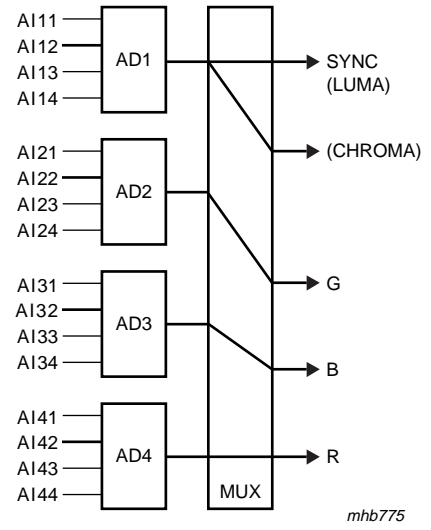 AI11
AI12
AI13
AI14
AD1
SYNC
(LUMA)
(CHROMA)
AI21
AI22
AI23
AI24
AD2
G
AI31
AI32
AI33
AI34
AD3
B
AI41
AI42
AI43
AI44
AD4
R
MUX
mhb775